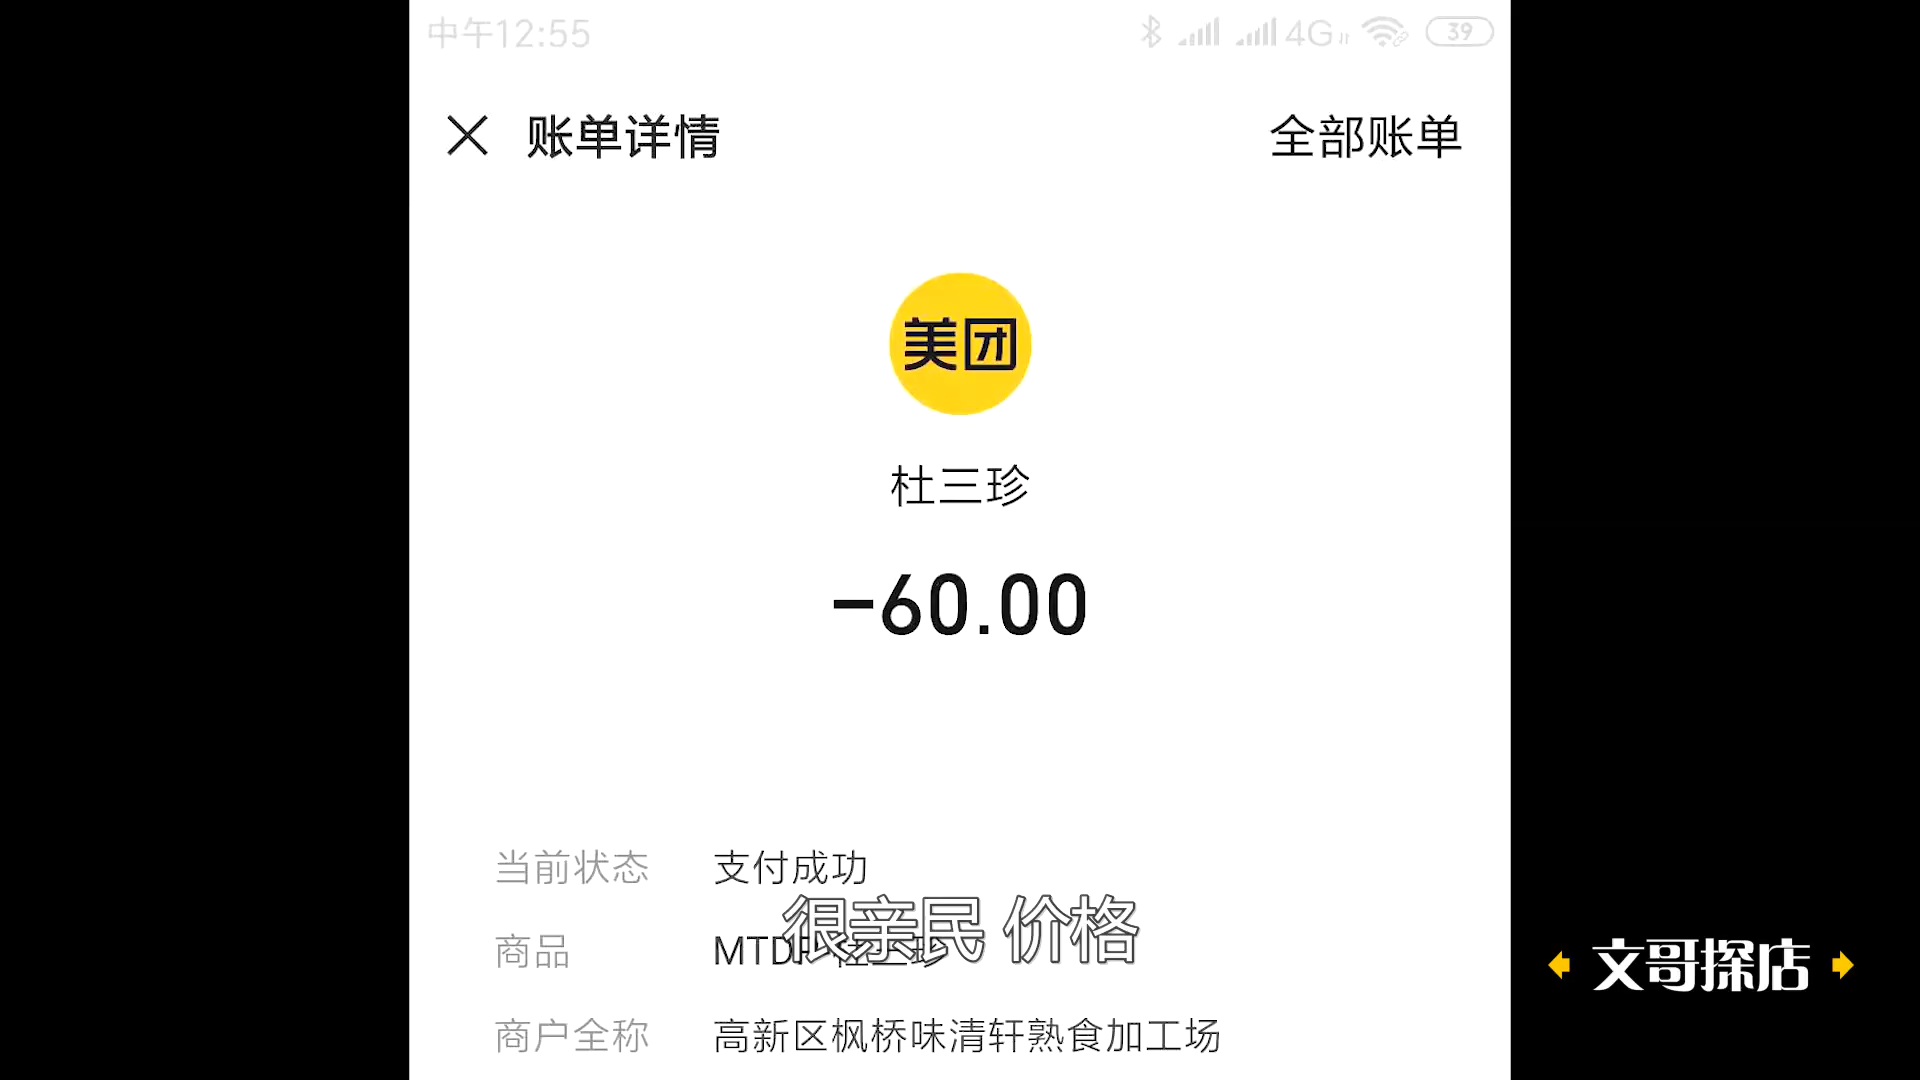 中午12:55
4G
39
账单详情
全部账单
美团
杜三珍
-60.00
当前状态 支付成功
很亲民 价格
商品
商户全称 高新区枫桥味清轩熟食加工场
文哥探店